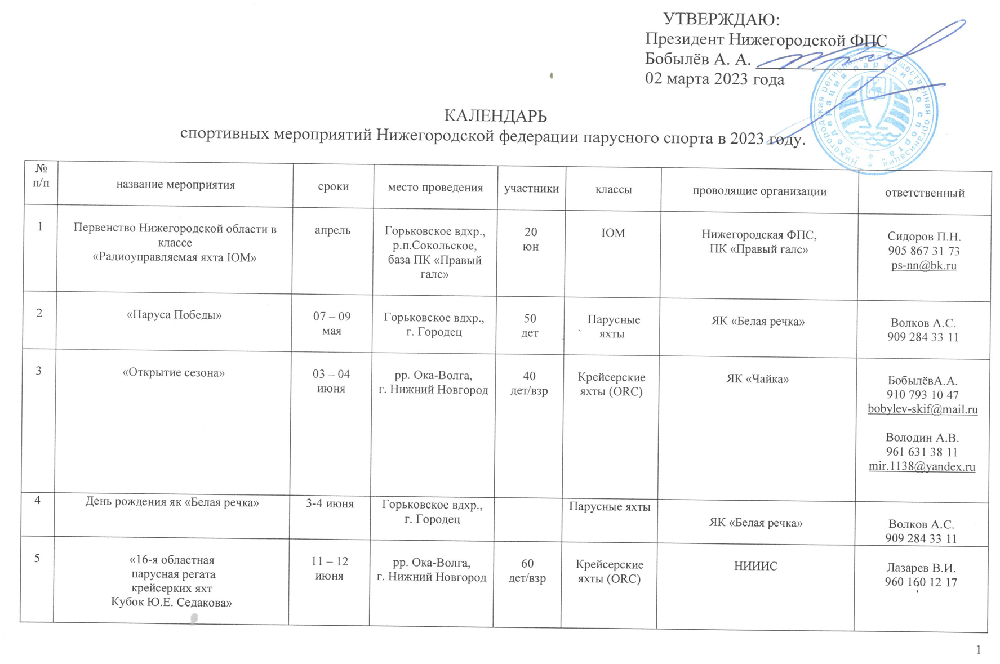 УТВЕРЖДАЮ:
Президент Нижегородской ФПС
Бобылёв А. А.
02 марта 2023 года
Нижегородская региональная общественная организация
"Федерация парусного спорта"
КАЛЕНДАРЬ
спортивных мероприятий Нижегородской федерации парусного спорта в 2023 году.
№
п/п
название мероприятия
сроки
место проведения
участники
классы
проводящие организации
ответственный
1
Первенство Нижегородской области в
классе
«Радиоуправляемая яхта IOM»
апрель
Горьковское вдхр.,
р.п.Сокольское,
база ПК «Правый
галс»
20
юн
IOM
Нижегородская ФПС,
ПК «Правый галс»
Сидоров П.Н.
905 867 31 73
ps-nn@bk.ru
2
«Паруса Победы»
07 – 09
мая
Горьковское вдхр.,
г. Городец
50
дет
Парусные
яхты
ЯК «Белая речка»
Волков А.С.
909 284 33 11
3
«Открытие сезона»
03 – 04
июня
рр. Ока-Волга,
г. Нижний Новгород
40
дет/взр
Крейсерские
яхты (ORC)
ЯК «Чайка»
БобылёвА.А.
910 793 10 47
bobylev-skif@mail.ru
Володин А.В.
961 631 38 11
mir.1138@yandex.ru
4
День рождения як «Белая речка»
3-4 июня
Горьковское вдхр.,
г. Городец
Парусные яхты
ЯК «Белая речка»
Волков А.С.
909 284 33 11
5
«16-я областная
парусная регата
крейсерких яхт
Кубок Ю.Е. Седакова»
11 – 12
июня
рр. Ока-Волга,
г. Нижний Новгород
60
дет/взр
Крейсерские
яхты (ORC)
НИИИС
Лазарев В.И.
960 160 12 17
1